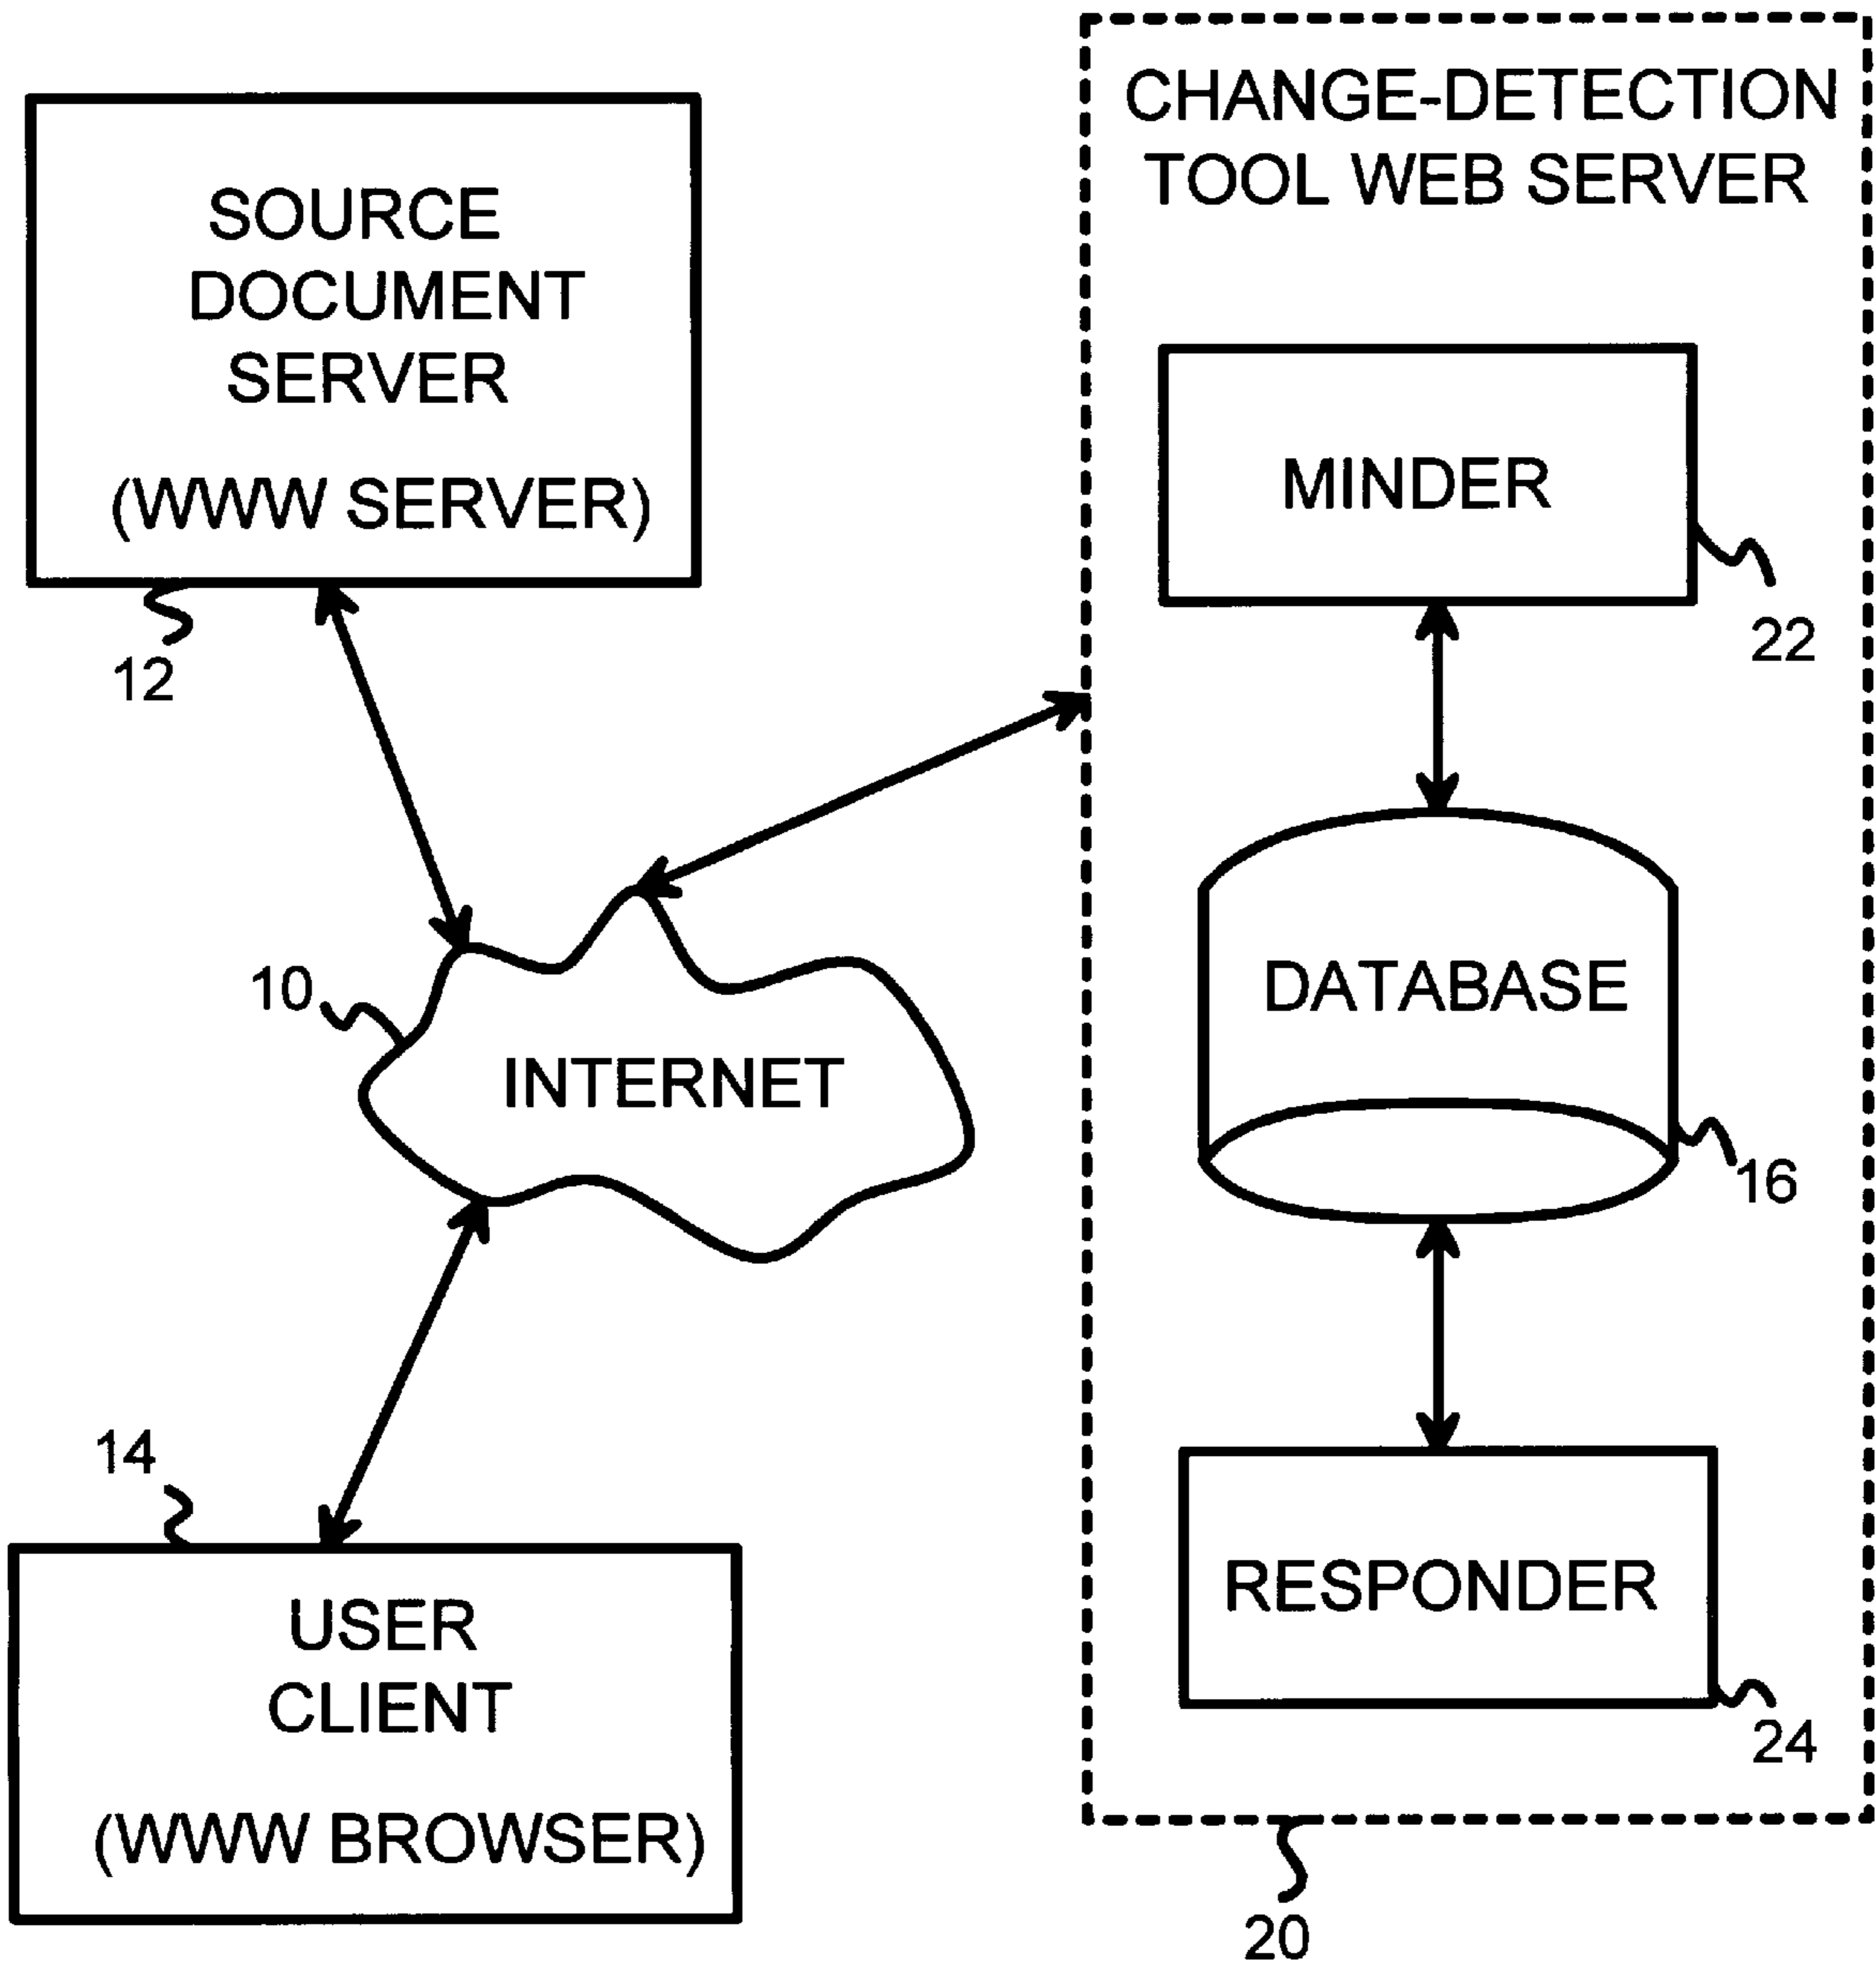 SOURCE
DOCUMENT
SERVER
(WWW SERVER)
12
CHANGE-DETECTION
TOOL WEB SERVER
MINDER
22
10
INTERNET
DATABASE
16
14
USER
CLIENT
(WWW BROWSER)
RESPONDER
24
20